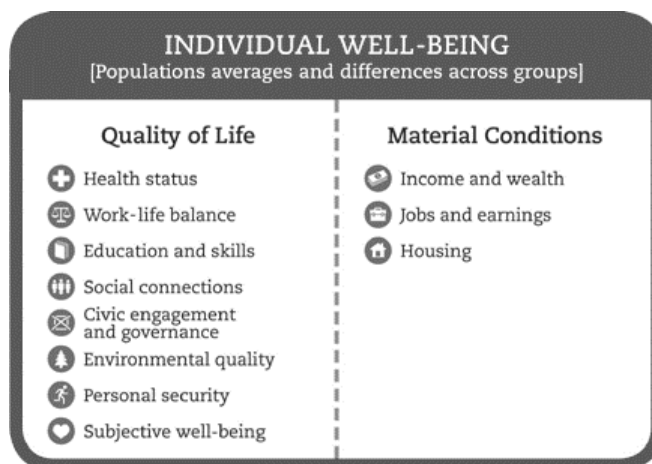 INDIVIDUAL WELL-BEING
[Populations averages and differences across groups]
Quality of Life
Health status
Work-life balance
Education and skills
Social connections
Civic engagement
and governance
Environmental quality
Personal security
Subjective well-being
Material Conditions
Income and wealth
Jobs and earnings
Housing